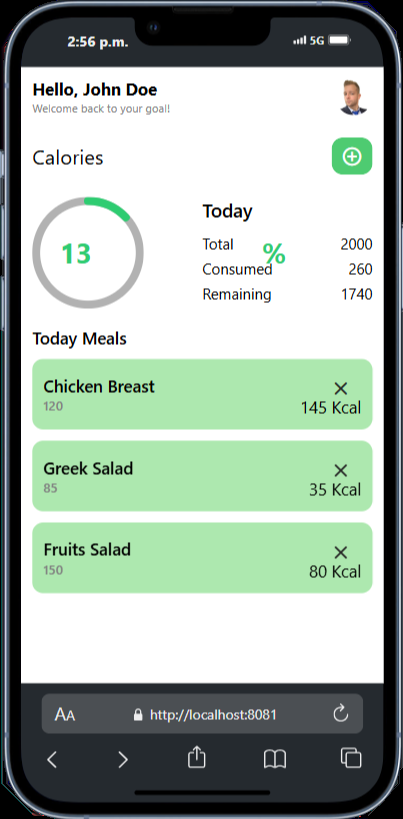 2:56 p.m. 5G
Hello, John Doe
Welcome back to your goal!
Calories
13 %
Today
Total 2000
Consumed 260
Remaining 1740
Today Meals
Chicken Breast
120 145 Kcal
Greek Salad
85 35 Kcal
Fruits Salad
150 80 Kcal
AA http://localhost:8081